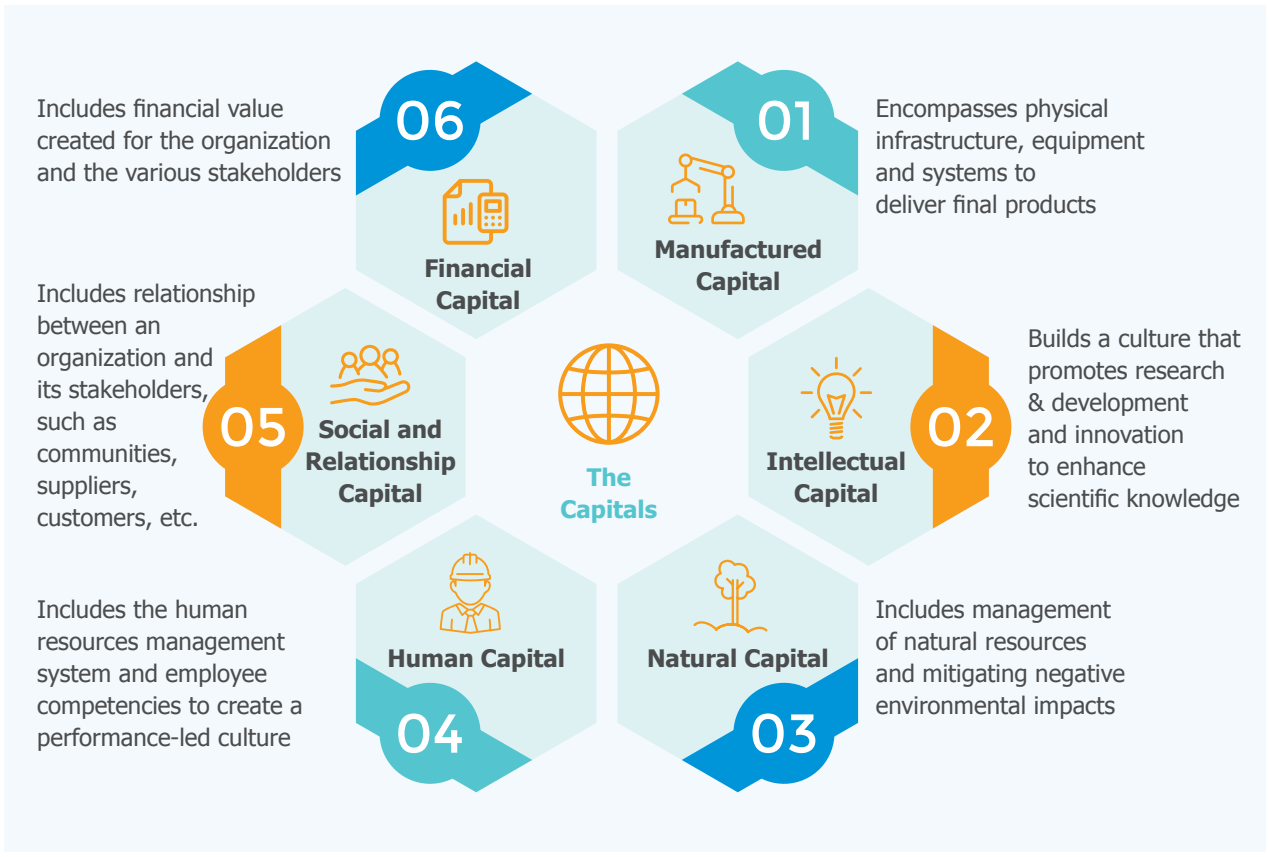 01
Manufactured
Capital
Encompasses physical
infrastructure, equipment
and systems to
deliver final products
02
Intellectual
Capital
Builds a culture that
promotes research
& development
and innovation
to enhance
scientific knowledge
03
Natural Capital
Includes management
of natural resources
and mitigating negative
environmental impacts
04
Human Capital
Includes the human
resources management
system and employee
competencies to create a
performance-led culture
05
Social and
Relationship
Capital
Includes relationship
between an
organization and
its stakeholders,
such as
communities,
suppliers,
customers, etc.
06
Financial
Capital
Includes financial value
created for the organization
and the various stakeholders
The
Capitals